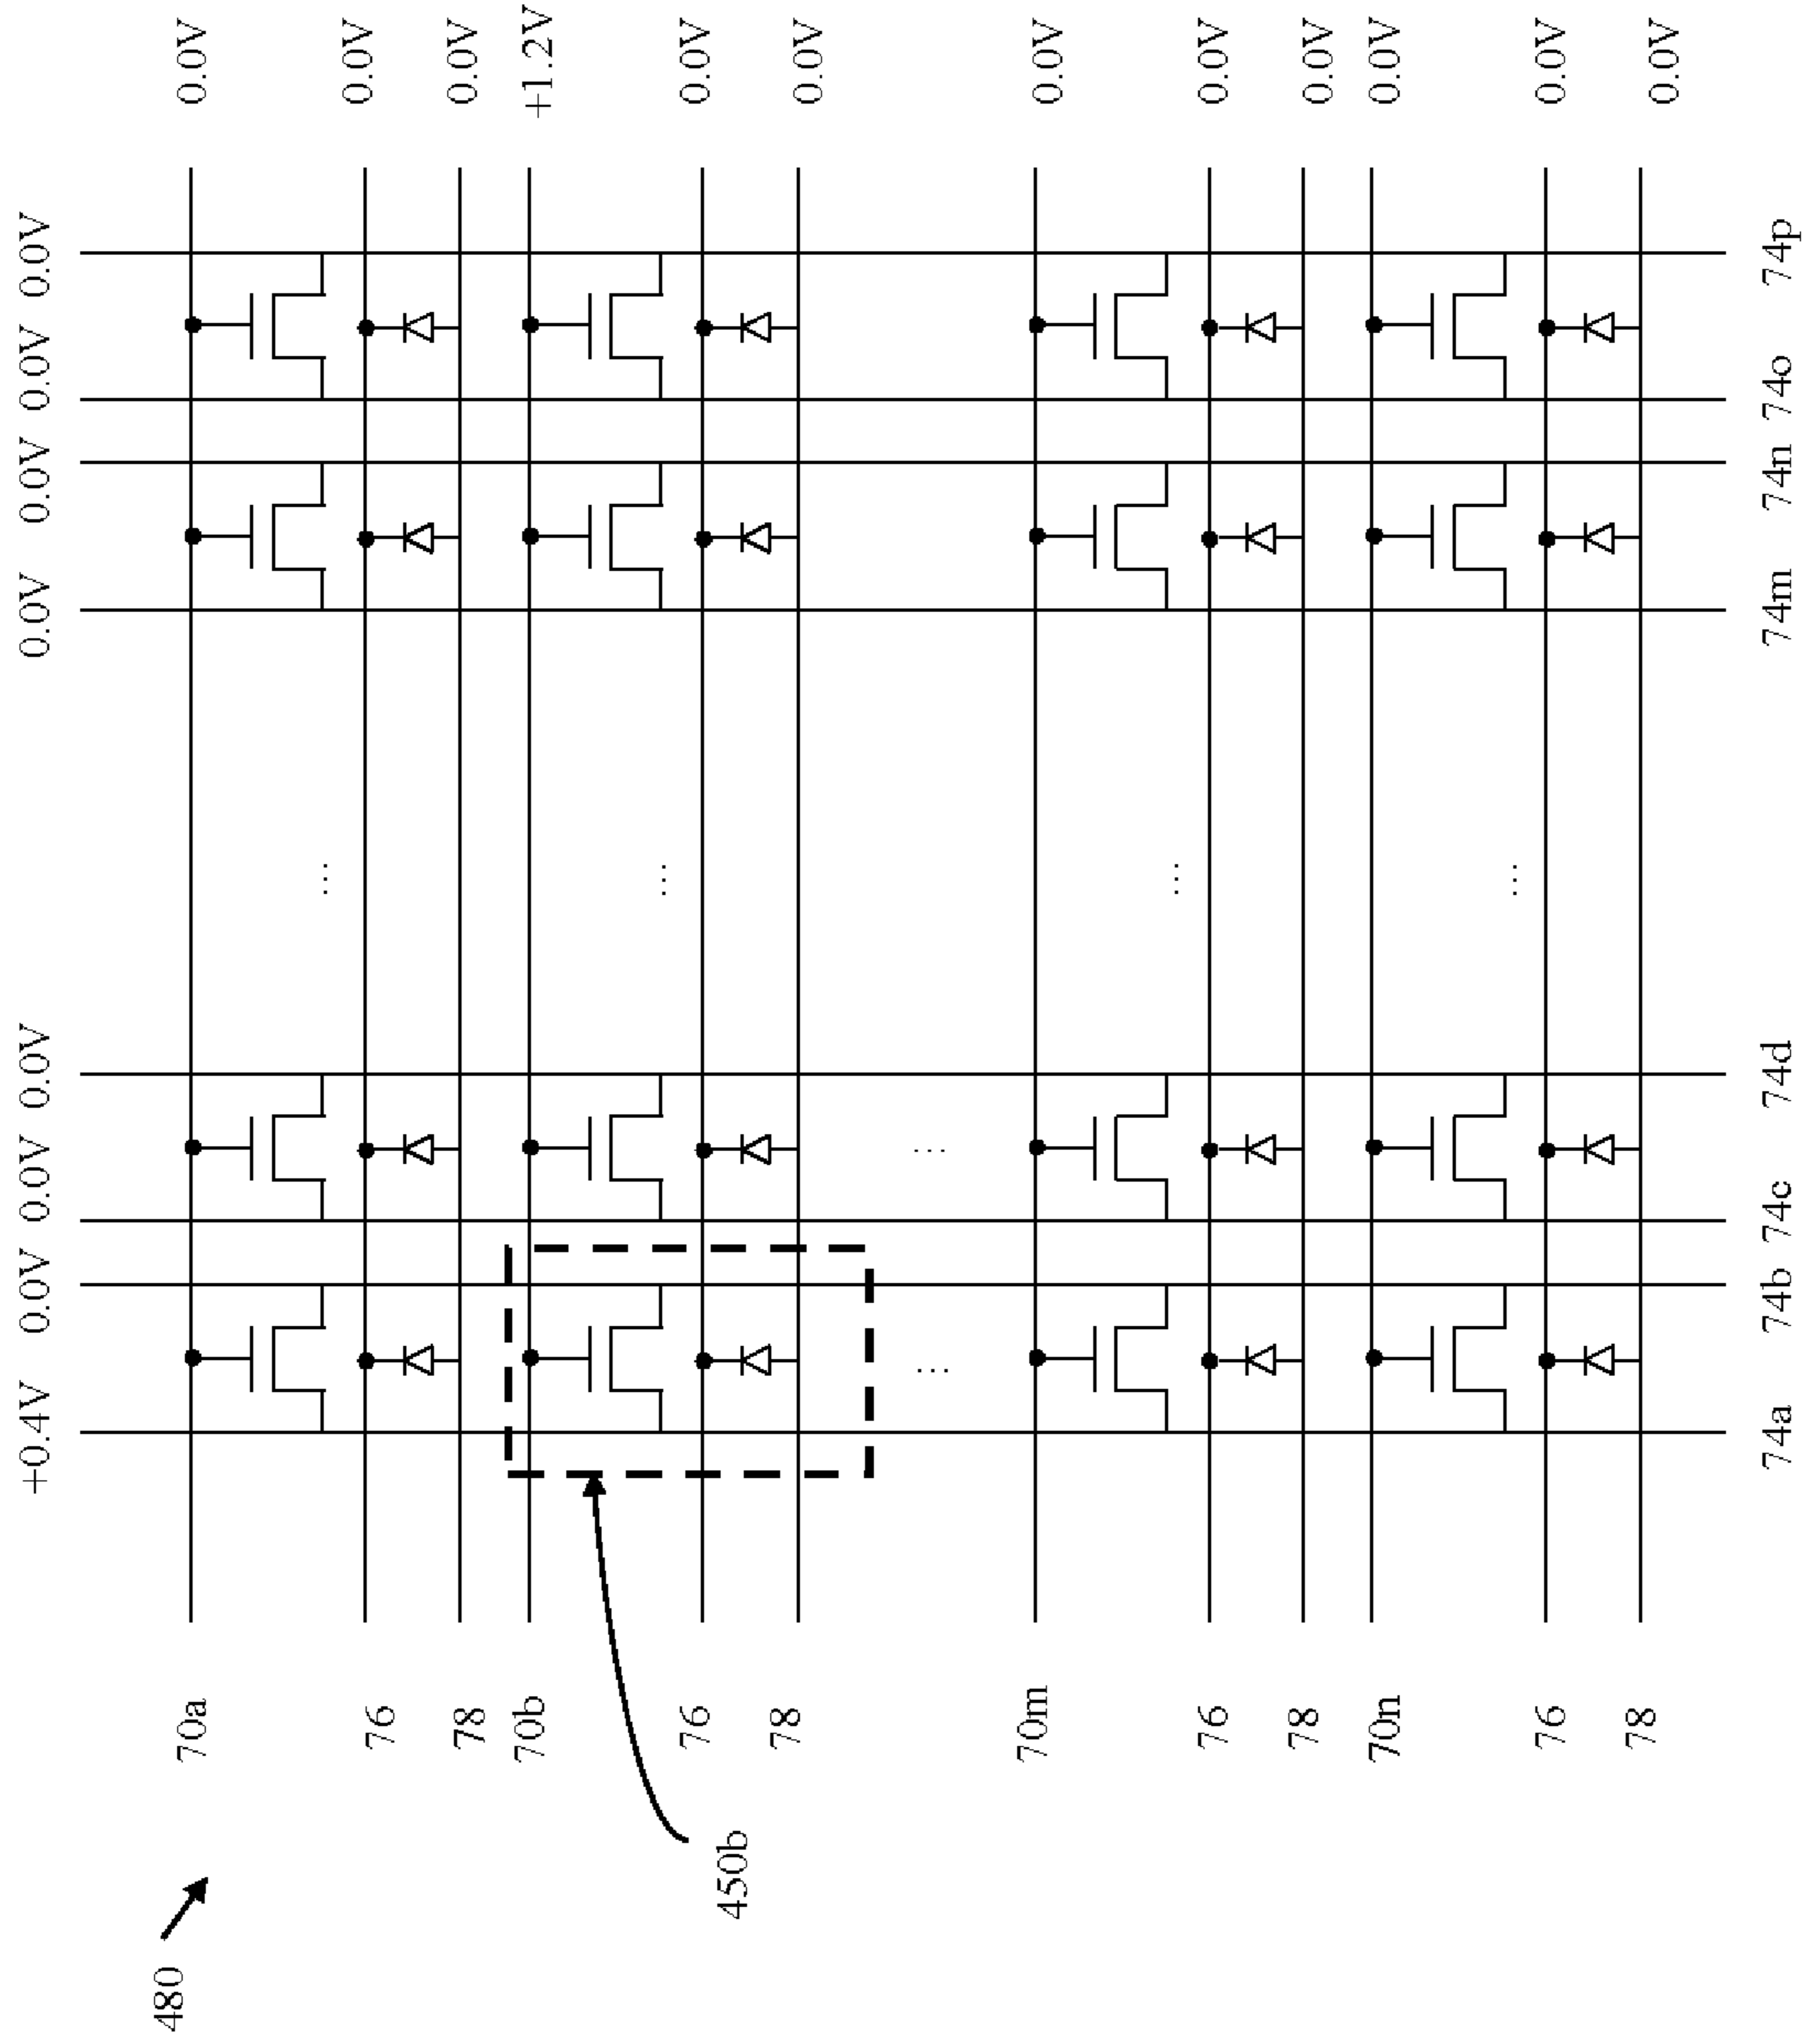 +0.4V 0.0V 0.0V 0.0V 0.0V 0.0V 0.0V 0.0V
480
70a 0.0V
...
76 0.0V
78 0.0V
70b +1.2V
...
76 0.0V
450b
78 0.0V
... ...
70m 0.0V
...
76 0.0V
78 0.0V
70n 0.0V
...
76 0.0V
78 0.0V
74a 74b 74c 74d 74m 74n 74o 74p